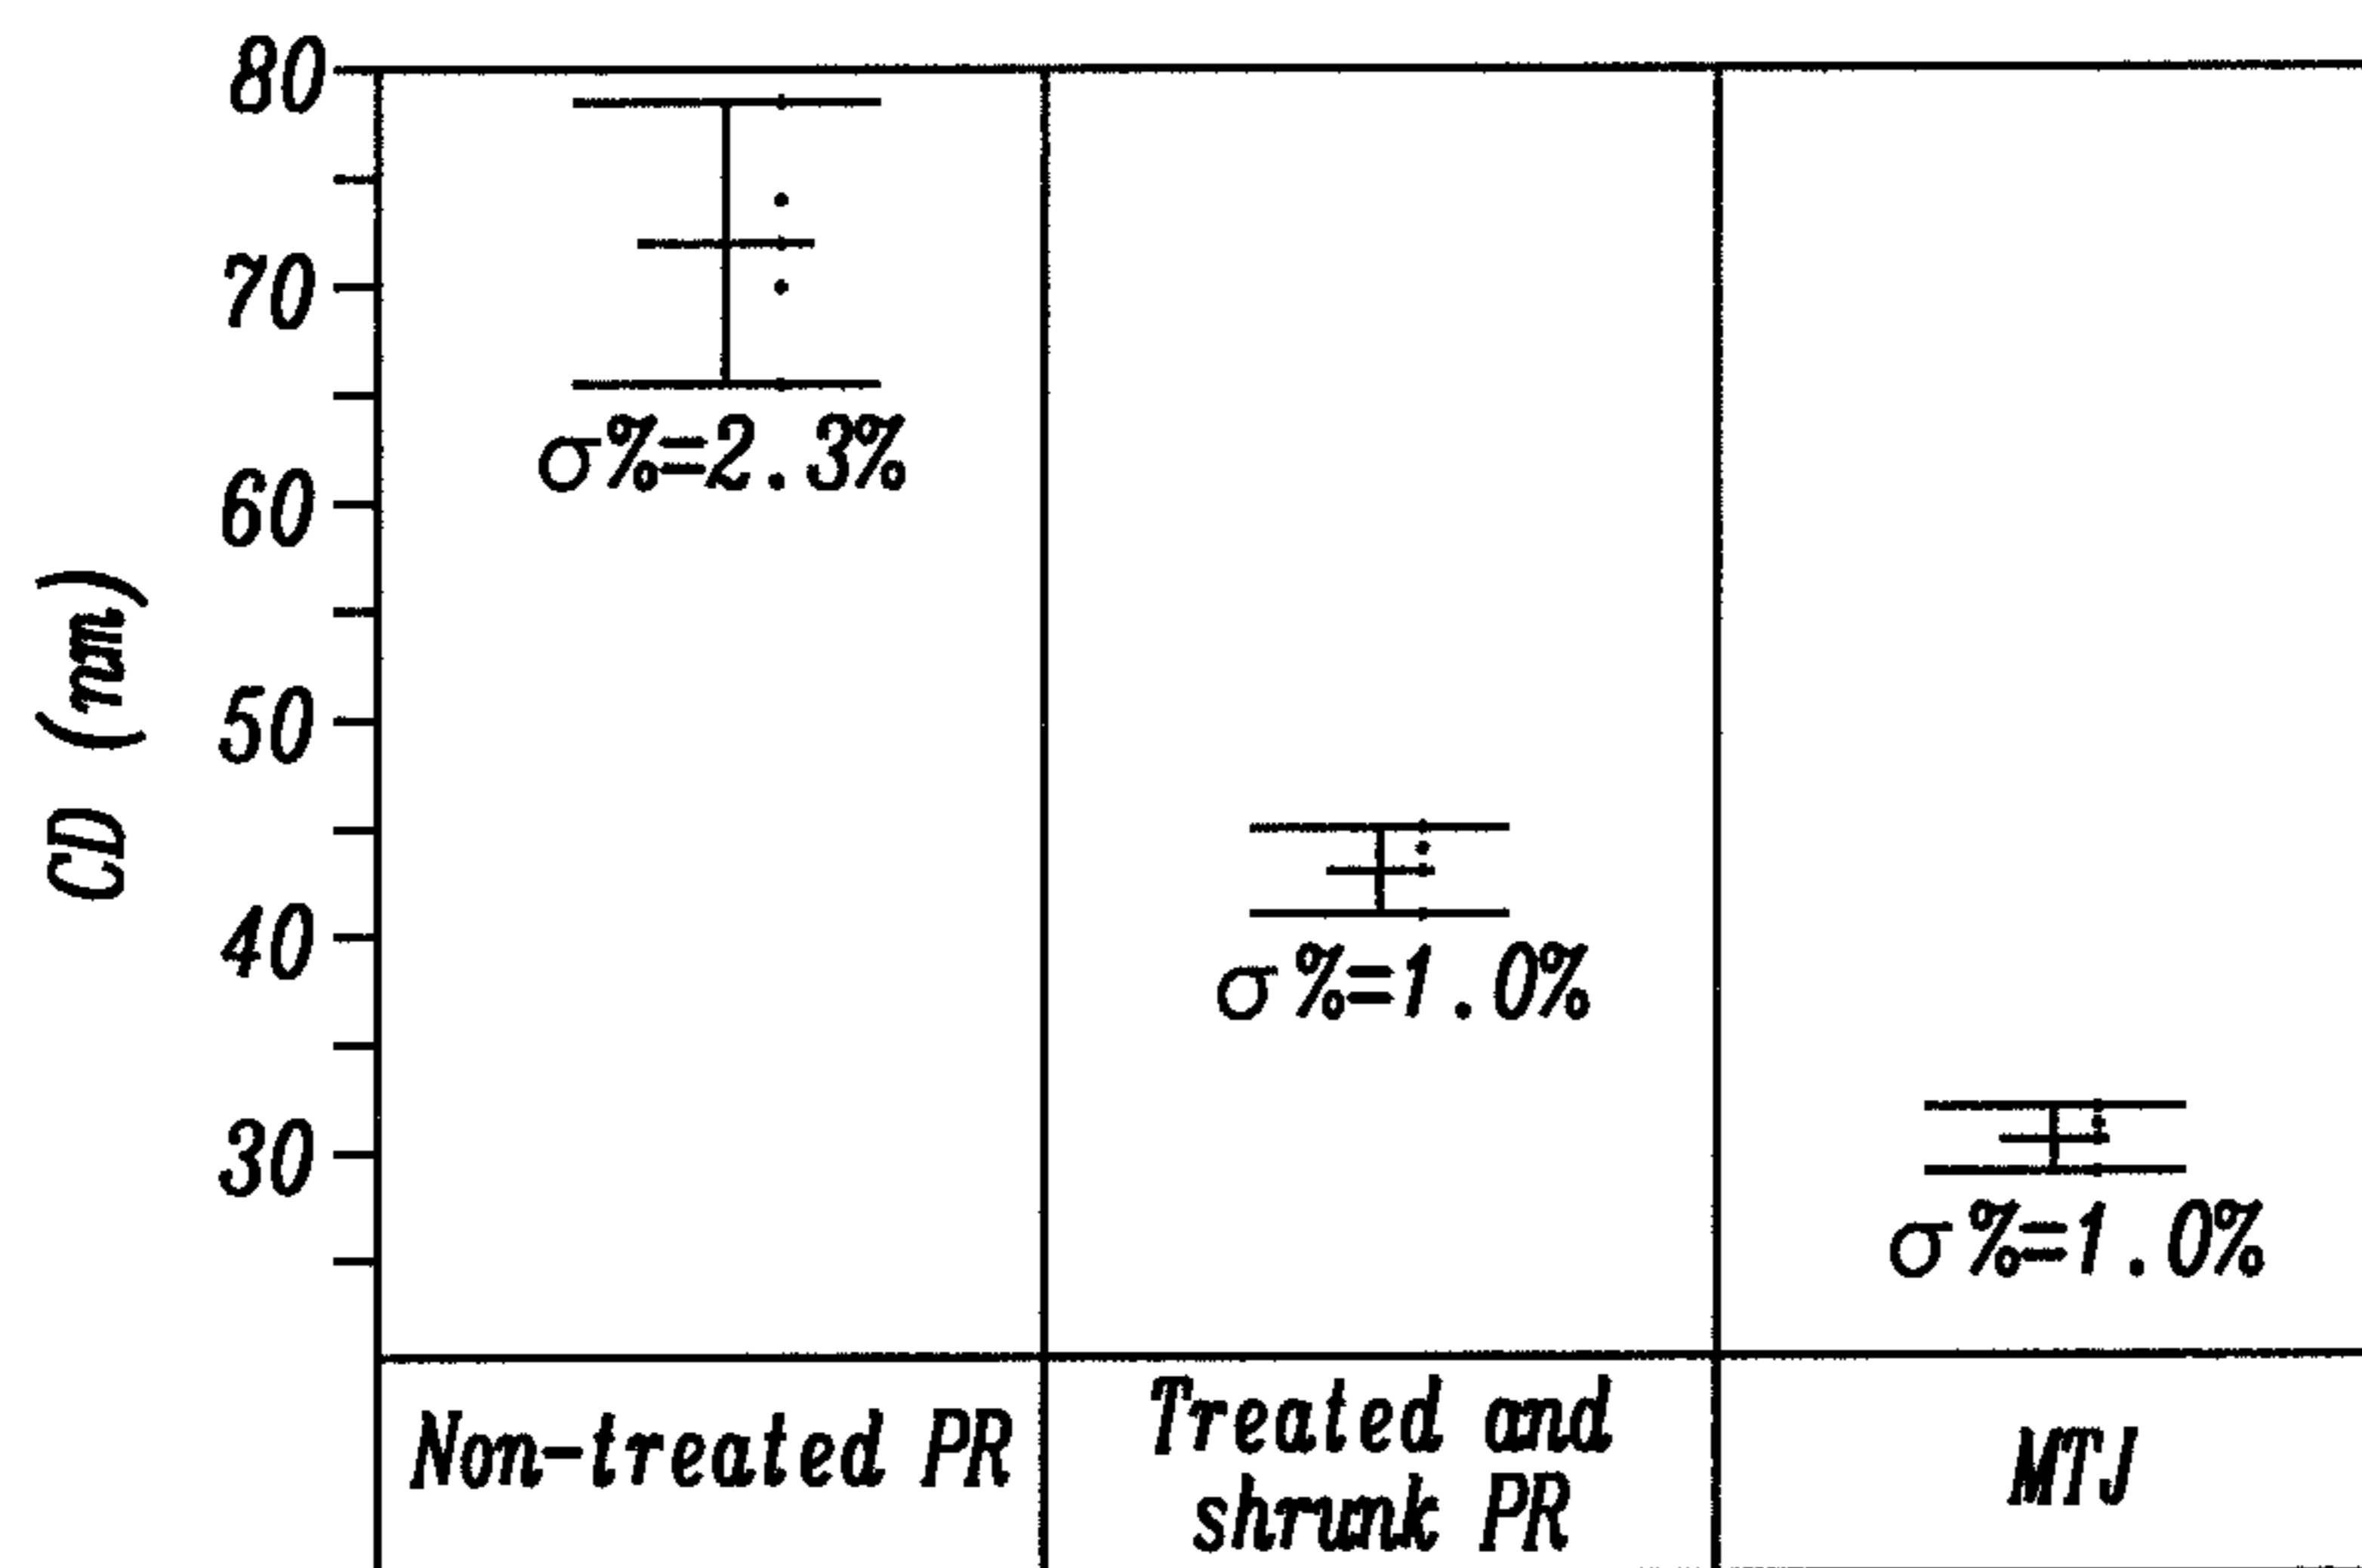 80
70
60
50
40
30
CD (nm)
σ%=2.3%
σ%=1.0%
σ%=1.0%
Non-treated PR
Treated and
shrunk PR
MTJ